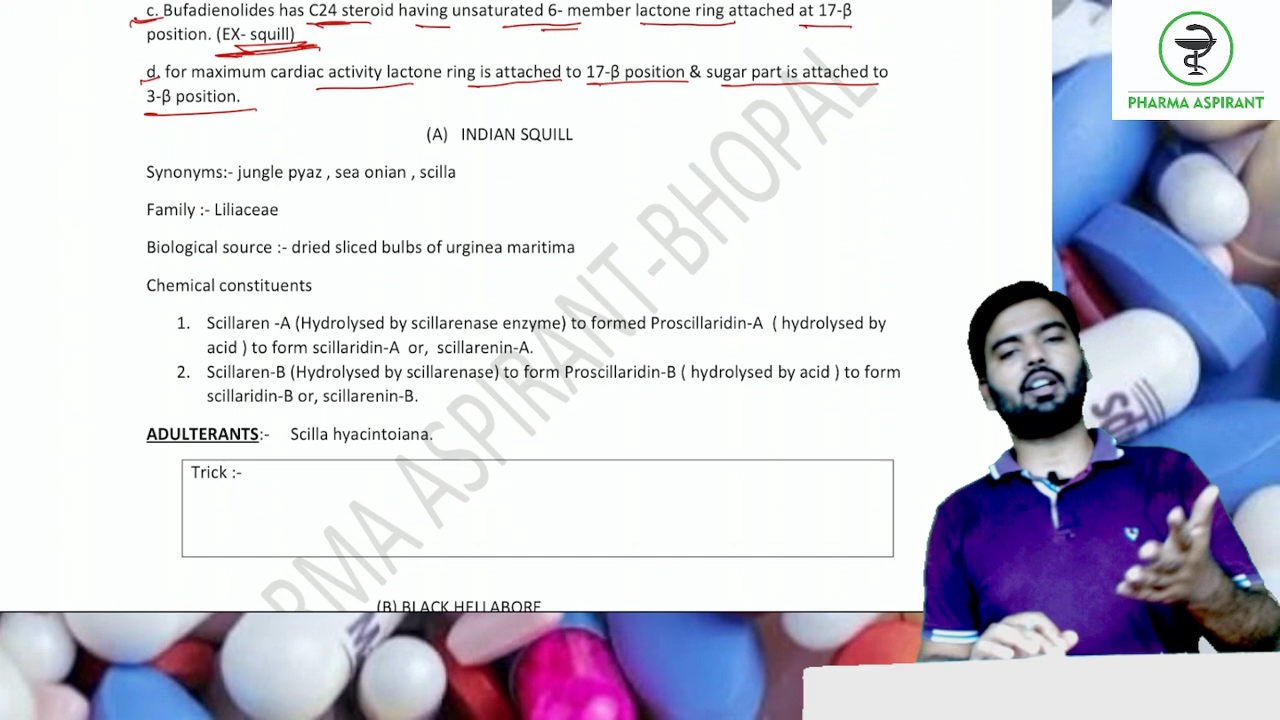 c. Bufadienolides has C24 steroid having unsaturated 6- member lactone ring attached at 17-β
position. (EX- squill)
d. for maximum cardiac activity lactone ring is attached to 17-β position & sugar part is attached to
3-β position.
(A) INDIAN SQUILL
Synonyms:- jungle pyaz , sea onian , scilla
Family :- Liliaceae
Biological source :- dried sliced bulbs of urginea maritima
Chemical constituents
1. Scillaren -A (Hydrolysed by scillarenase enzyme) to formed Proscillaridin-A ( hydrolysed by
acid ) to form scillaridin-A or, scillarenin-A.
2. Scillaren-B (Hydrolysed by scillarenase) to form Proscillaridin-B ( hydrolysed by acid ) to form
scillaridin-B or, scillarenin-B.
ADULTERANTS:- Scilla hyacintoiana.
Trick :-
(B) BLACK HELLABORE
RMA ASPIRANT-BHOPAL
PHARMA ASPIRANT